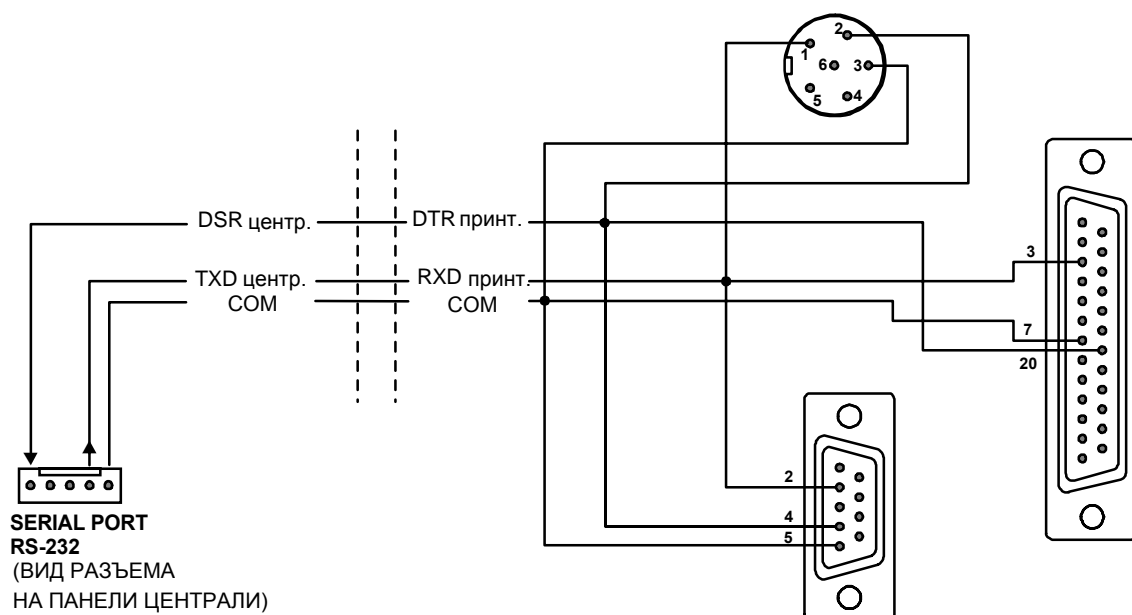 2
1
6
3
5
4
DSR центр.
DTR принт.
TXD центр.
RXD принт.
COM
COM
3
7
20
2
4
5
SERIAL PORT
RS-232
(ВИД РАЗЪЕМА
НА ПАНЕЛИ ЦЕНТРАЛИ)